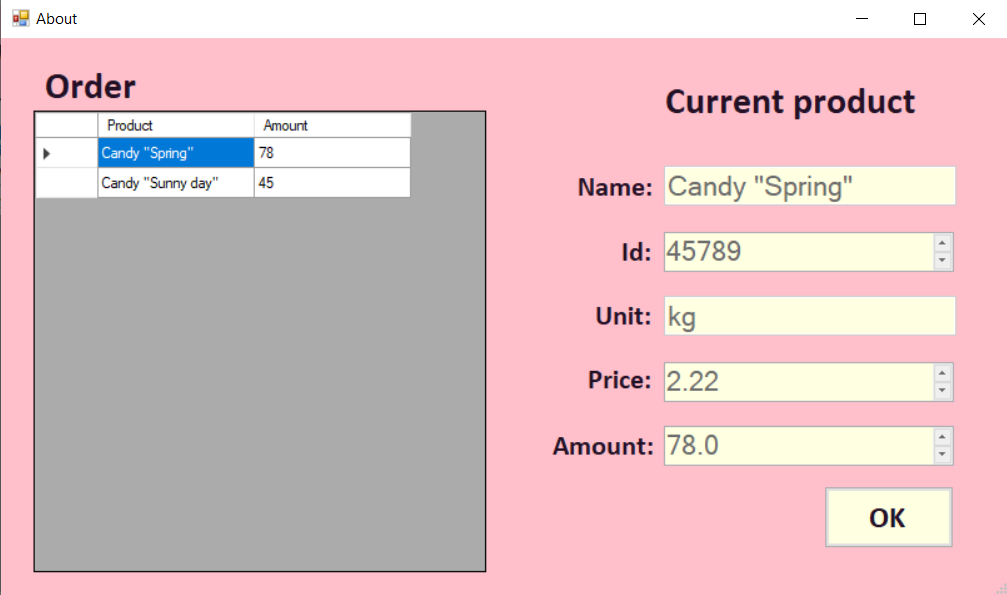 About
Order
Product Amount
Candy "Spring" 78
Candy "Sunny day" 45
Current product
Name: Candy "Spring"
Id: 45789
Unit: kg
Price: 2.22
Amount: 78.0
OK